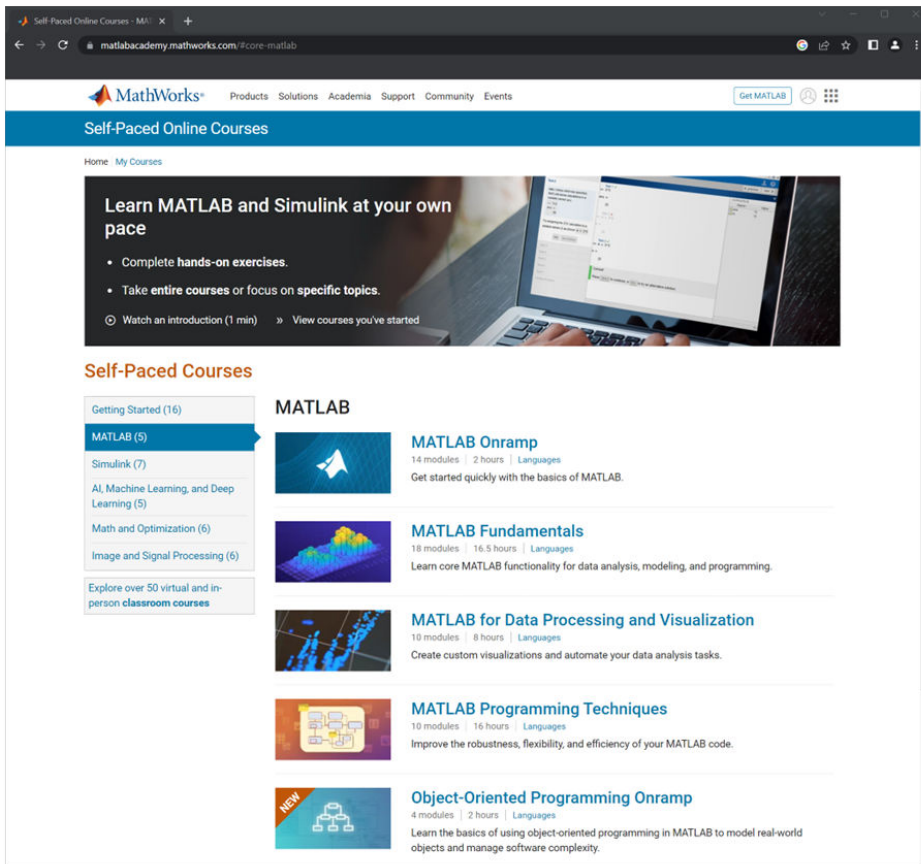 Self-Paced Online Courses - MAT
matlabacademy.mathworks.com/#core-matlab
MathWorks®
Products Solutions Academia Support Community Events
Get MATLAB
Self-Paced Online Courses
Home My Courses
Learn MATLAB and Simulink at your own
pace
• Complete hands-on exercises.
• Take entire courses or focus on specific topics.
Watch an introduction (1 min) » View courses you've started
Self-Paced Courses
Getting Started (16)
MATLAB (5)
Simulink (7)
AI, Machine Learning, and Deep
Learning (5)
Math and Optimization (6)
Image and Signal Processing (6)
Explore over 50 virtual and in-
person classroom courses
MATLAB
MATLAB Onramp
14 modules | 2 hours | Languages
Get started quickly with the basics of MATLAB.
MATLAB Fundamentals
18 modules | 16.5 hours | Languages
Learn core MATLAB functionality for data analysis, modeling, and programming.
MATLAB for Data Processing and Visualization
10 modules | 8 hours | Languages
Create custom visualizations and automate your data analysis tasks.
MATLAB Programming Techniques
10 modules | 16 hours | Languages
Improve the robustness, flexibility, and efficiency of your MATLAB code.
NEW
Object-Oriented Programming Onramp
4 modules | 2 hours | Languages
Learn the basics of using object-oriented programming in MATLAB to model real-world
objects and manage software complexity.